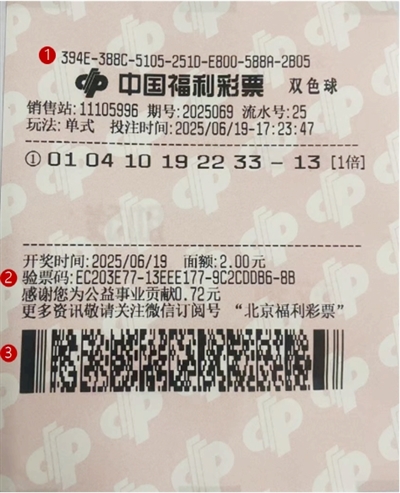 1 394E-388C-5105-251D-E800-588A-2B05
中国福利彩票 双色球
销售站:11105996 期号:2025069 流水号:25
玩法:单式 投注时间:2025/06/19-17:23:47
① 01 04 10 19 22 33 - 13 [1倍]
开奖时间:2025/06/19 面额:2.00元
2 验票码:EC203E77-13EEE177-9C2CDDB6-8B
感谢您为公益事业贡献0.72元
更多资讯敬请关注微信订阅号 “北京福利彩票”
3